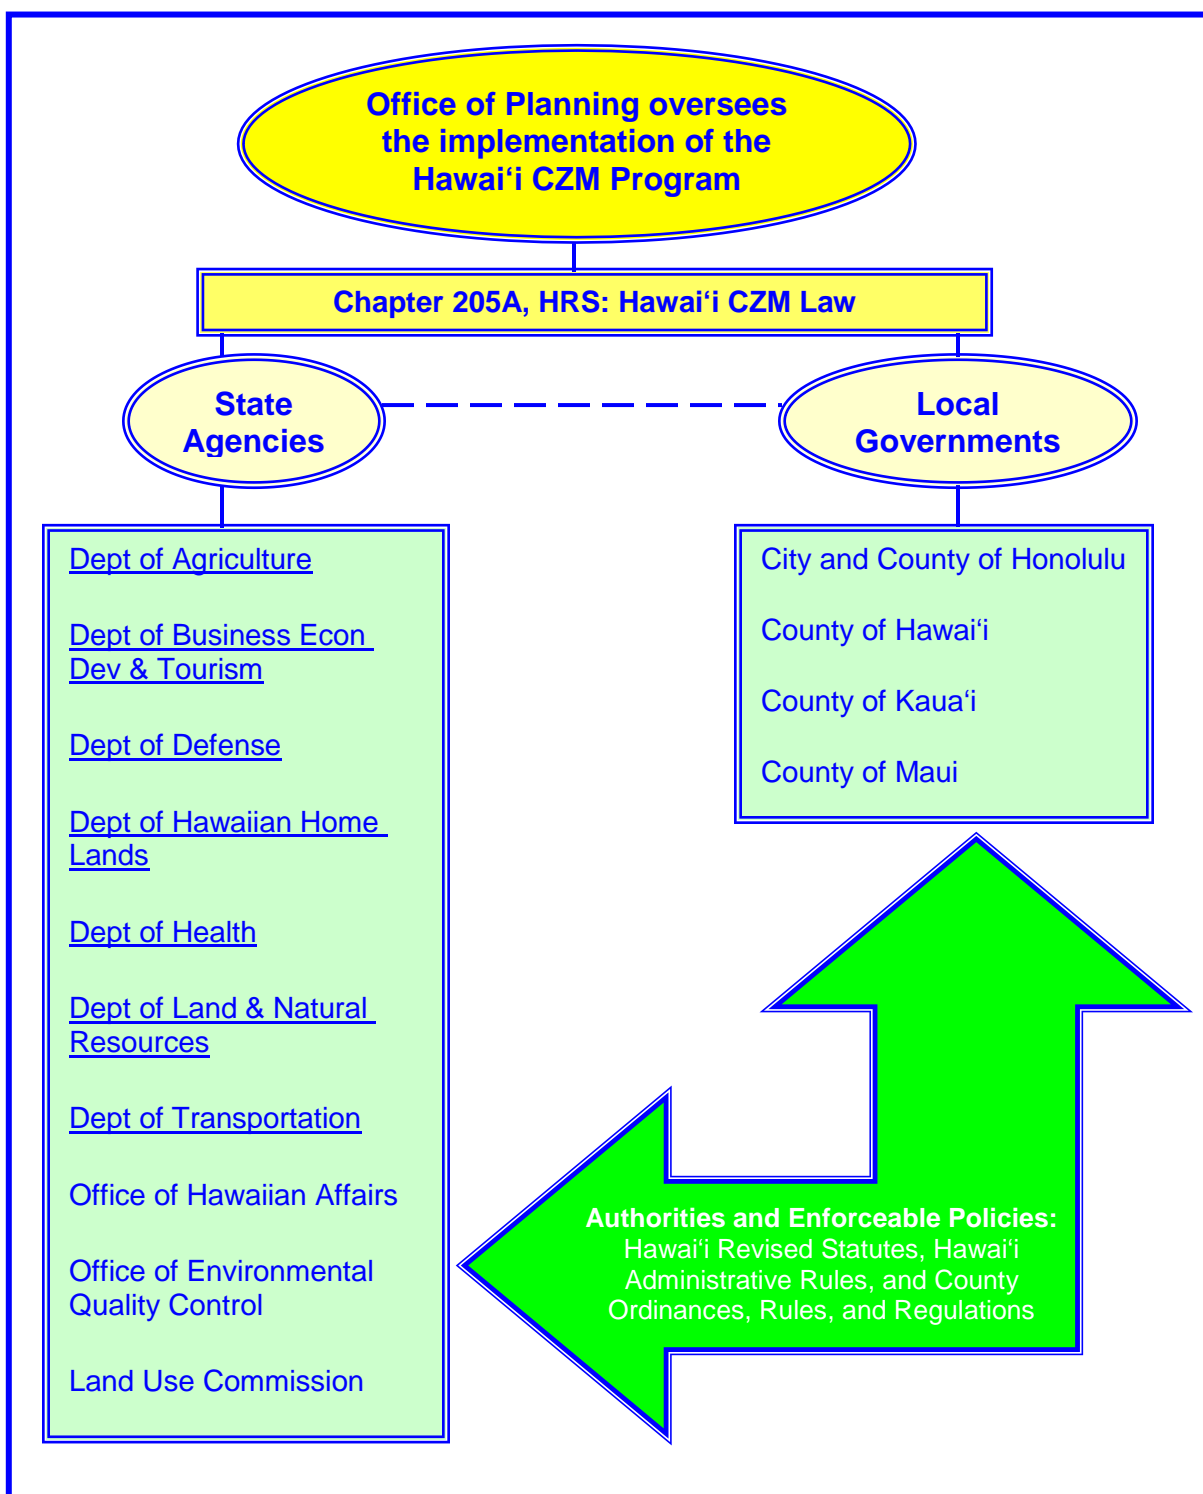 Office of Planning oversees
the implementation of the
Hawai‘i CZM Program
Chapter 205A, HRS: Hawai‘i CZM Law
State
Agencies
Local
Governments
Dept of Agriculture
Dept of Business Econ
Dev & Tourism
Dept of Defense
Dept of Hawaiian Home
Lands
Dept of Health
Dept of Land & Natural
Resources
Dept of Transportation
Office of Hawaiian Affairs
Office of Environmental
Quality Control
Land Use Commission
City and County of Honolulu
County of Hawai‘i
County of Kaua‘i
County of Maui
Authorities and Enforceable Policies:
Hawai‘i Revised Statutes, Hawai‘i
Administrative Rules, and County
Ordinances, Rules, and Regulations